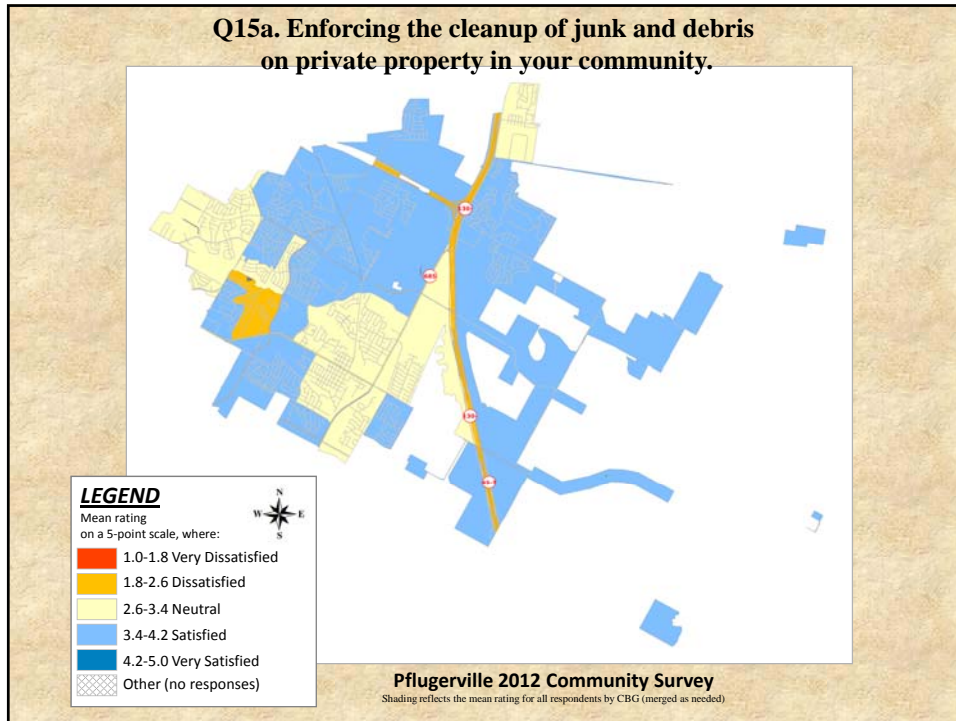 Q15a. Enforcing the cleanup of junk and debris
on private property in your community.
130
685
130
LEGEND
Mean rating
on a 5-point scale, where:
N
W E
S
1.0-1.8 Very Dissatisfied
1.8-2.6 Dissatisfied
2.6-3.4 Neutral
3.4-4.2 Satisfied
4.2-5.0 Very Satisfied
Other (no responses)
Pflugerville 2012 Community Survey
Shading reflects the mean rating for all respondents by CBG (merged as needed)